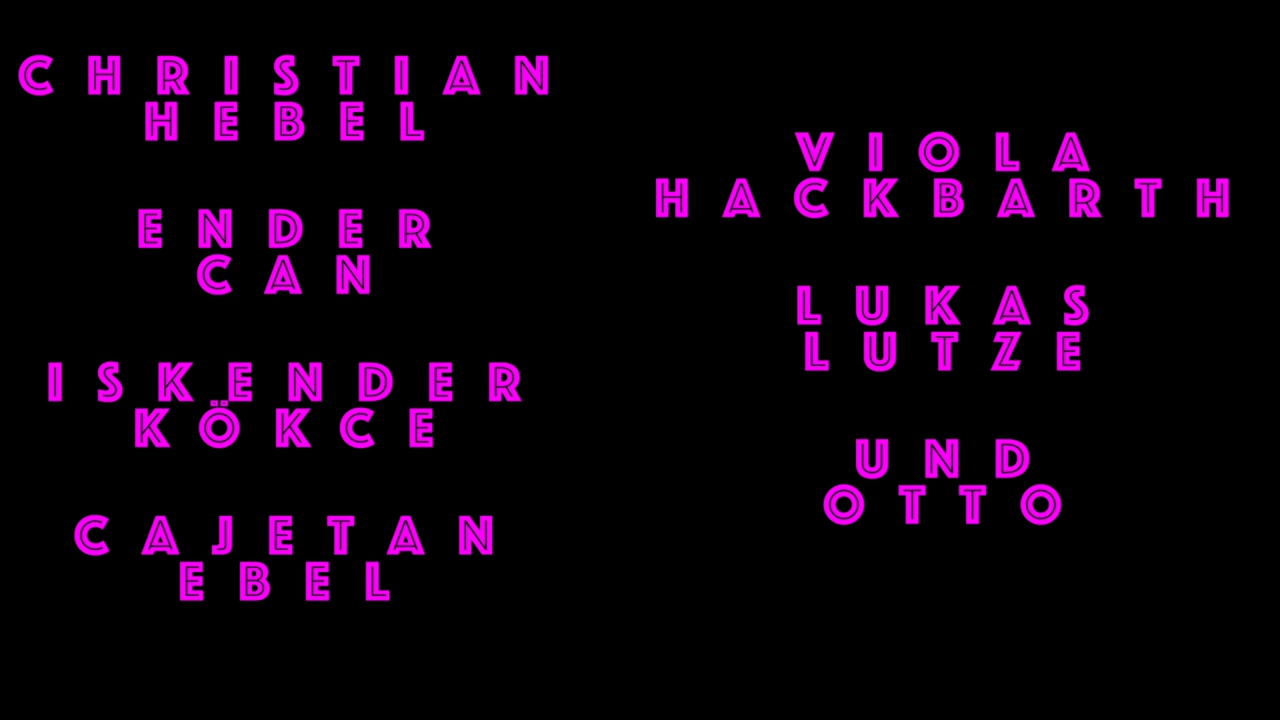 CHRISTIAN
HEBEL
ENDER
CAN
ISKENDER
KÖKCE
CAJETAN
EBEL
VIOLA
HACKBARTH
LUKAS
LUTZE
UND
OTTO